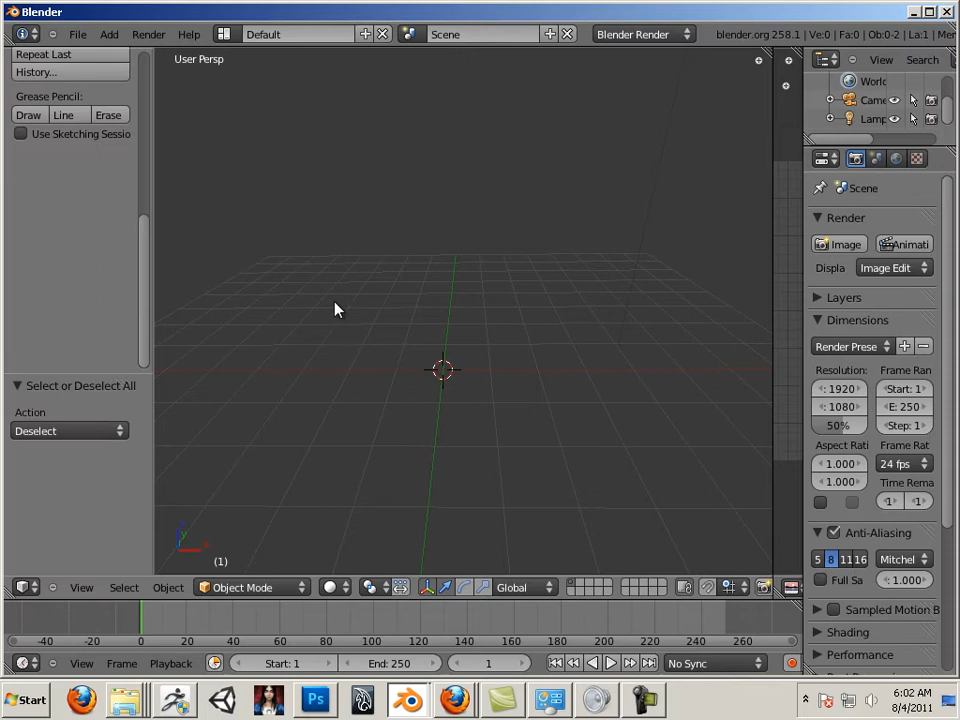 Blender
File Add Render Help Default Scene Blender Render blender.org 258.1 | Ve:0 | Fa:0 | Ob:0-2 | La:1 | Mer
Repeat Last
History...
Grease Pencil:
Draw Line Erase
Use Sketching Sessio
Select or Deselect All
Action
Deselect
User Persp
(1)
View Select Object Object Mode Global
View Search
World
Came
Lamp
Scene
Render
Image Animati
Displa Image Edit
Layers
Dimensions
Render Prese
Resolution: Frame Ran
: 1920 Start: 1
: 1080 E: 250
50% Step: 1
Aspect Rati Frame Rat
1.000 24 fps
1.000 Time Rema
1 1
Anti-Aliasing
5 8 11 16 Mitchel
Full Sa : 1.000
Sampled Motion B
Shading
Performance
-40 -20 0 20 40 60 80 100 120 140 160 180 200 220 240 260
View Frame Playback Start: 1 End: 250 1 No Sync
Start
6:02 AM
8/4/2011